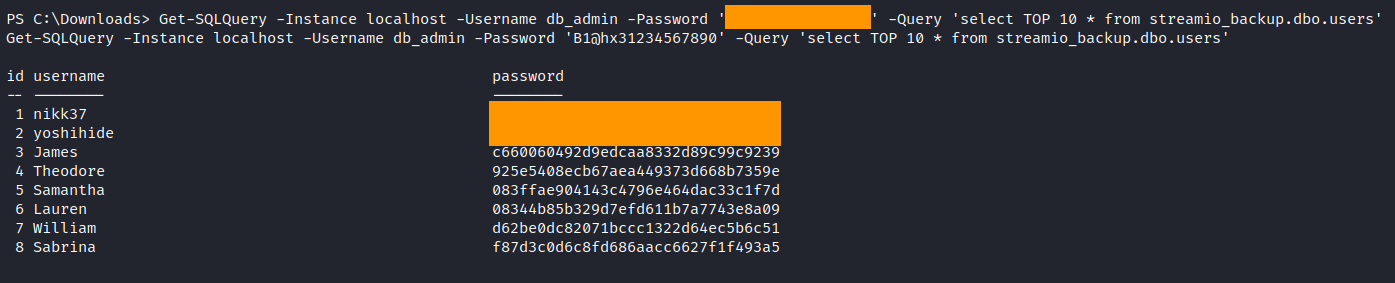 PS C:\Downloads> Get-SQLQuery -Instance localhost -Username db_admin -Password '' -Query 'select TOP 10 * from streamio_backup.dbo.users'
Get-SQLQuery -Instance localhost -Username db_admin -Password 'B1@hx31234567890' -Query 'select TOP 10 * from streamio_backup.dbo.users'
id username password
-- -------- --------
1 nikk37
2 yoshihide
3 James c660060492d9edcaa8332d89c99c9239
4 Theodore 925e5408ecb67aea449373d668b7359e
5 Samantha 083ffae904143c4796e464dac33c1f7d
6 Lauren 08344b85b329d7efd611b7a7743e8a09
7 William d62be0dc82071bccc1322d64ec5b6c51
8 Sabrina f87d3c0d6c8fd686aacc6627f1f493a5